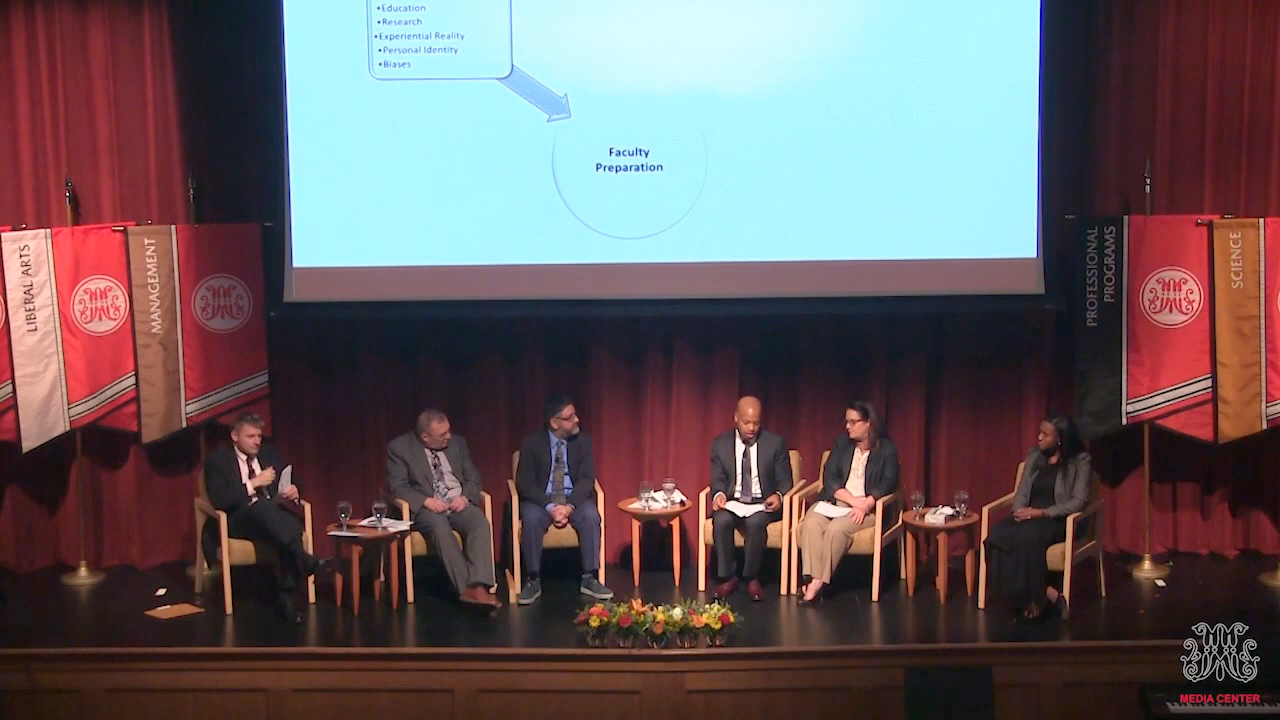 •Education
•Research
•Experiential Reality
•Personal Identity
•Biases
Faculty
Preparation
LIBERAL ARTS
MANAGEMENT
PROFESSIONAL
PROGRAMS
SCIENCE
MEDIA CENTER